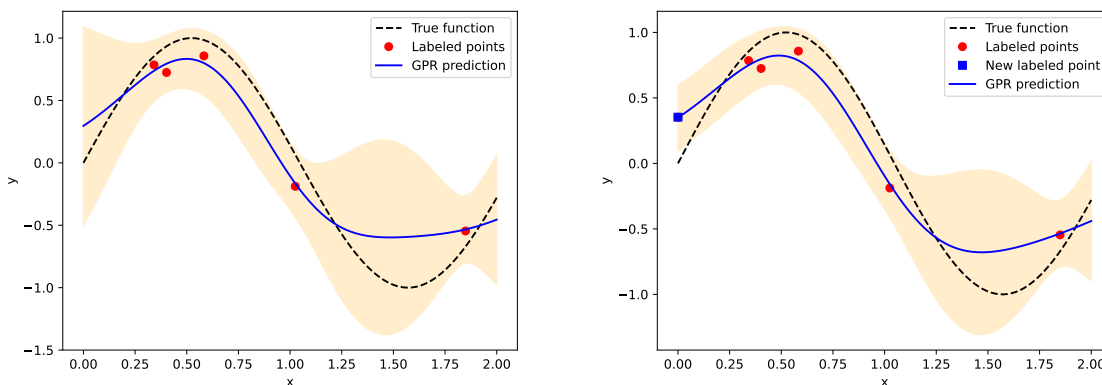 True function
Labeled points
GPR prediction
1.0
0.5
0.0
−0.5
−1.0
−1.5
y
0.00 0.25 0.50 0.75 1.00 1.25 1.50 1.75 2.00
x
True function
Labeled points
New labeled point
GPR prediction
1.0
0.5
0.0
−0.5
−1.0
y
0.00 0.25 0.50 0.75 1.00 1.25 1.50 1.75 2.00
x